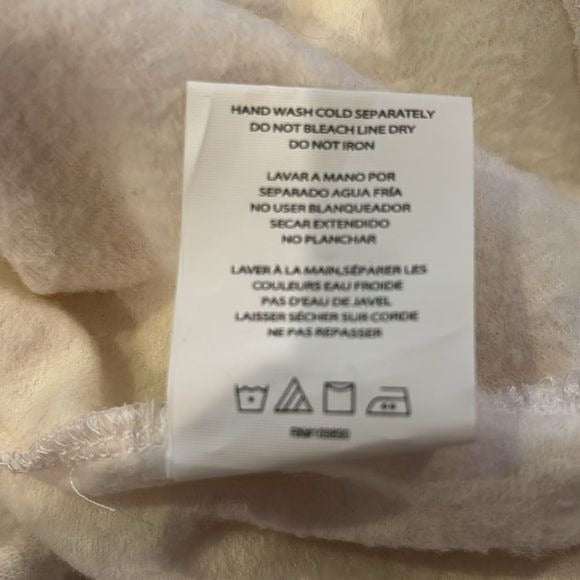 HAND WASH COLD SEPARATELY
DO NOT BLEACH LINE DRY
DO NOT IRON
LAVAR A MANO POR
SEPARADO AGUA FRÍA
NO USER BLANQUEADOR
SECAR EXTENDIDO
NO PLANCHAR
LAVER À LA MAIN,SÉPARER LES
COULEURS EAU FROIDE
PAS D'EAU DE JAVEL
LAISSER SÉCHER SUR CORDE
NE PAS REPASSER